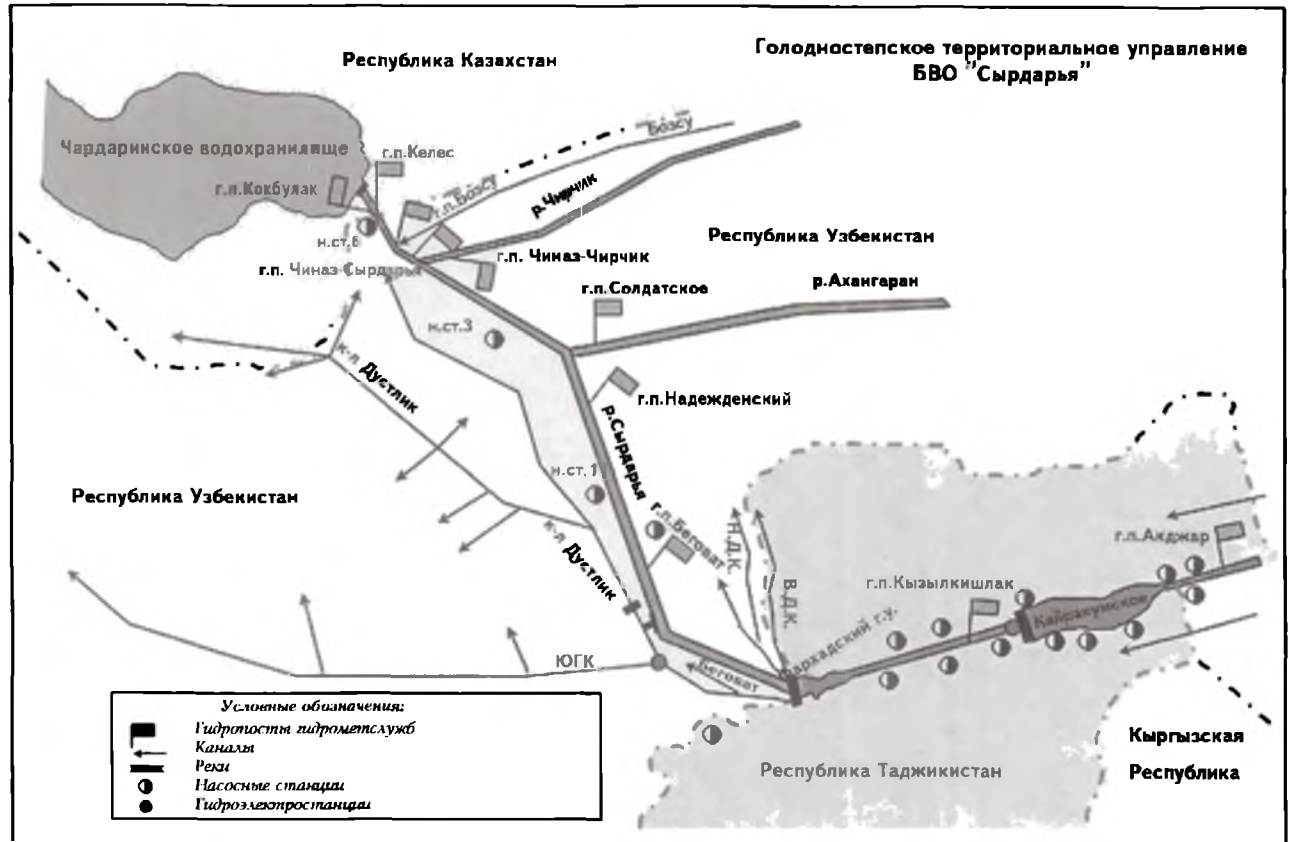 Республика Казахстан
Голодностепское территориальное управление
БВО "Сырдарья"
Бозсу
Чардаринское водохранилище
г.п.Келес
г.п.Кокбулак
г.п.Бозсу
р.Чирчик
н.ст.6
Республика Узбекистан
г.п. Чиназ-Чирчик
г.п. Чиназ-Сырдарья
г.п.Солдатское
р.Ахангаран
н.ст.3
к-л Дустлик
г.п.Надежденский
р.Сырдарья
н.ст.1
Республика Узбекистан
г.п.Беговат
Н.Д.К.
В.Д.К.
г.п.Акджар
к-л Дустлик
г.п.Кызылкишлак
Кайракумское
Фархадский г.у.
ЮГК
Беговат
Условные обозначения:
Гидропосты гидрометслужб
Каналы
Реки
Насосные станции
Гидроэлектростанции
Республика Таджикистан
Кыргызская
Республика